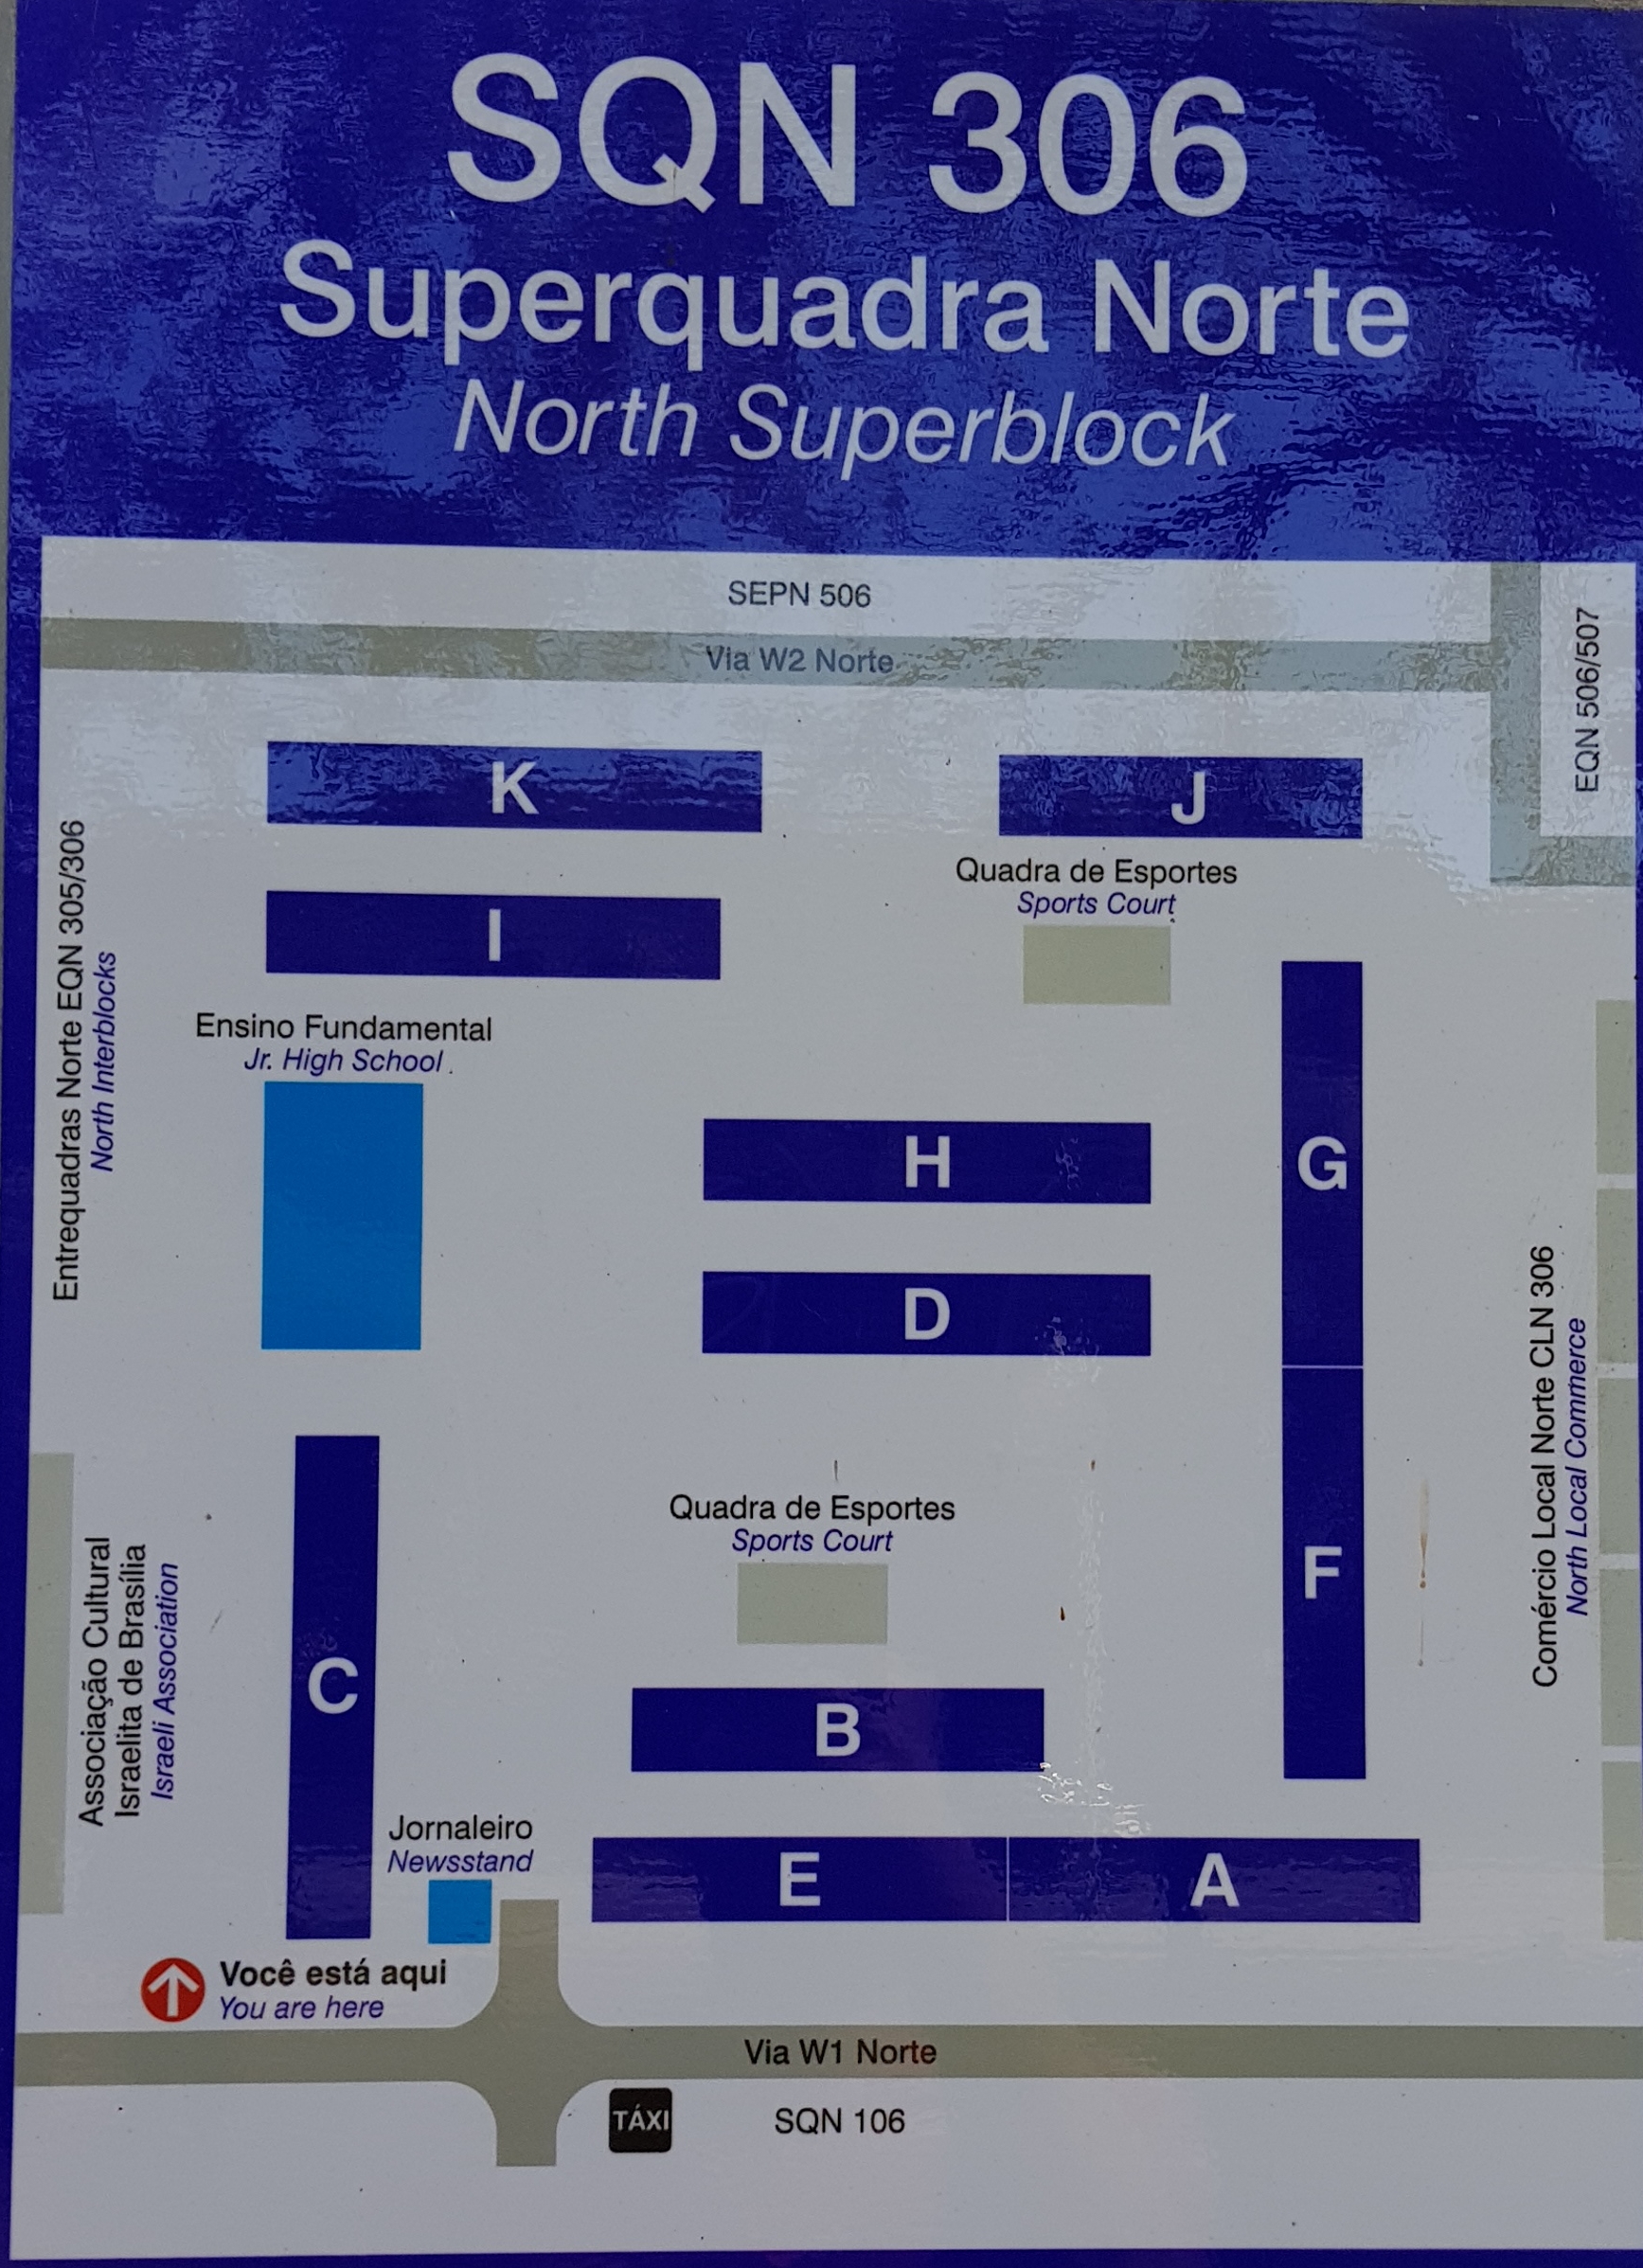 SQN 306
Superquadra Norte
North Superblock
SEPN 506
Via W2 Norte
EQN 506/507
K
J
Quadra de Esportes
Sports Court
I
Entrequadras Norte EQN 305/306
North Interblocks
Ensino Fundamental
Jr. High School
H
G
D
Comércio Local Norte CLN 306
North Local Commerce
Quadra de Esportes
Sports Court
F
C
Associação Cultural
Israelita de Brasília
Israeli Association
B
Jornaleiro
Newsstand
E
A
Você está aqui
You are here
Via W1 Norte
TÁXI
SQN 106